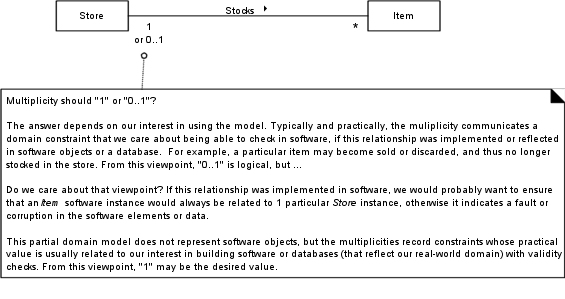 Store
Stocks
Item
1
or 0..1
*
Multiplicity should "1" or "0..1"?
The answer depends on our interest in using the model. Typically and practically, the muliplicity communicates a
domain constraint that we care about being able to check in software, if this relationship was implemented or reflected
in software objects or a database. For example, a particular item may become sold or discarded, and thus no longer
stocked in the store. From this viewpoint, "0..1" is logical, but ...
Do we care about that viewpoint? If this relationship was implemented in software, we would probably want to ensure
that an Item software instance would always be related to 1 particular Store instance, otherwise it indicates a fault or
corruption in the software elements or data.
This partial domain model does not represent software objects, but the multiplicities record constraints whose practical
value is usually related to our interest in building software or databases (that reflect our real-world domain) with validity
checks. From this viewpoint, "1" may be the desired value.